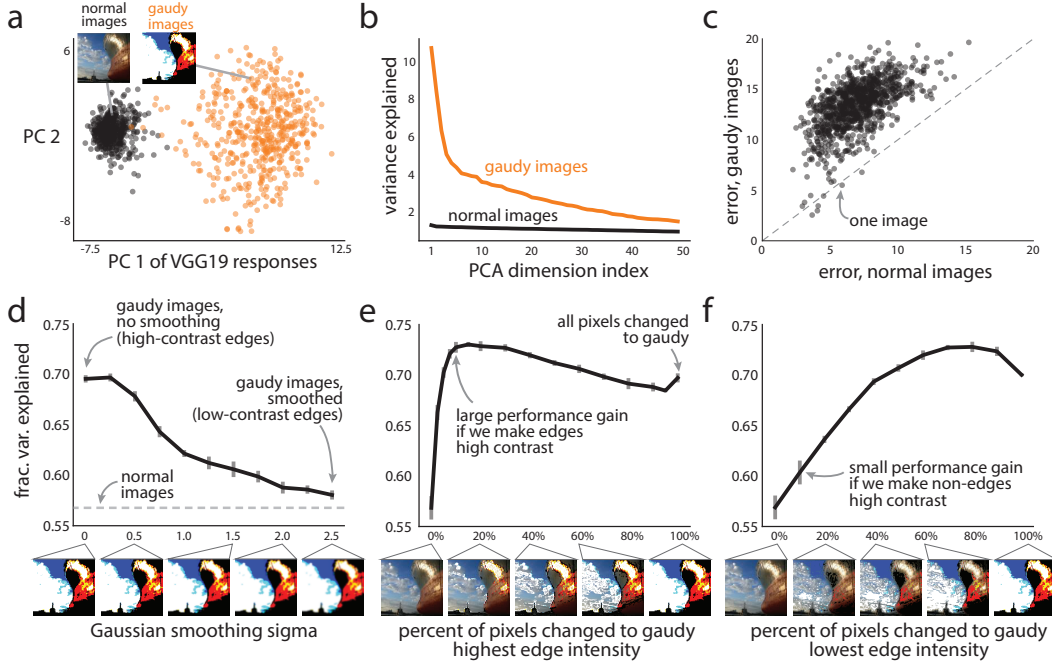 a
normal
images
gaudy
images
6
PC 2
-8
-7.5
12.5
PC 1 of VGG19 responses
b
variance explained
10
8
6
4
2
gaudy images
normal images
1
10
20
30
40
50
PCA dimension index
c
error, gaudy images
20
15
10
5
0
one image
0
5
10
15
20
error, normal images
d
frac. var. explained
0.75
0.70
0.65
0.60
0.55
gaudy images,
no smoothing
(high-contrast edges)
gaudy images,
smoothed
(low-contrast edges)
normal
images
0
0.5
1.0
1.5
2.0
2.5
Gaussian smoothing sigma
e
0.75
0.70
0.65
0.60
0.55
all pixels changed
to gaudy
large performance gain
if we make edges
high contrast
0%
20%
40%
60%
80%
100%
percent of pixels changed to gaudy
highest edge intensity
f
0.75
0.70
0.65
0.60
0.55
small performance gain
if we make non-edges
high contrast
0%
20%
40%
60%
80%
100%
percent of pixels changed to gaudy
lowest edge intensity